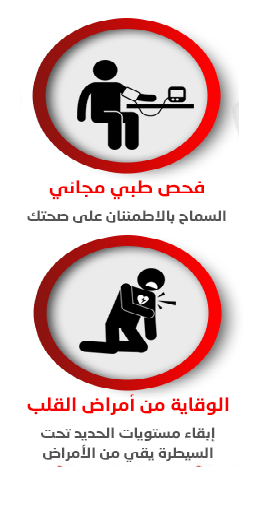 فحص طبي مجاني
السماح بالاطمئنان على صحتك
الوقاية من أمراض القلب
إبقاء مستويات الحديد تحت
السيطرة يقي من الأمراض